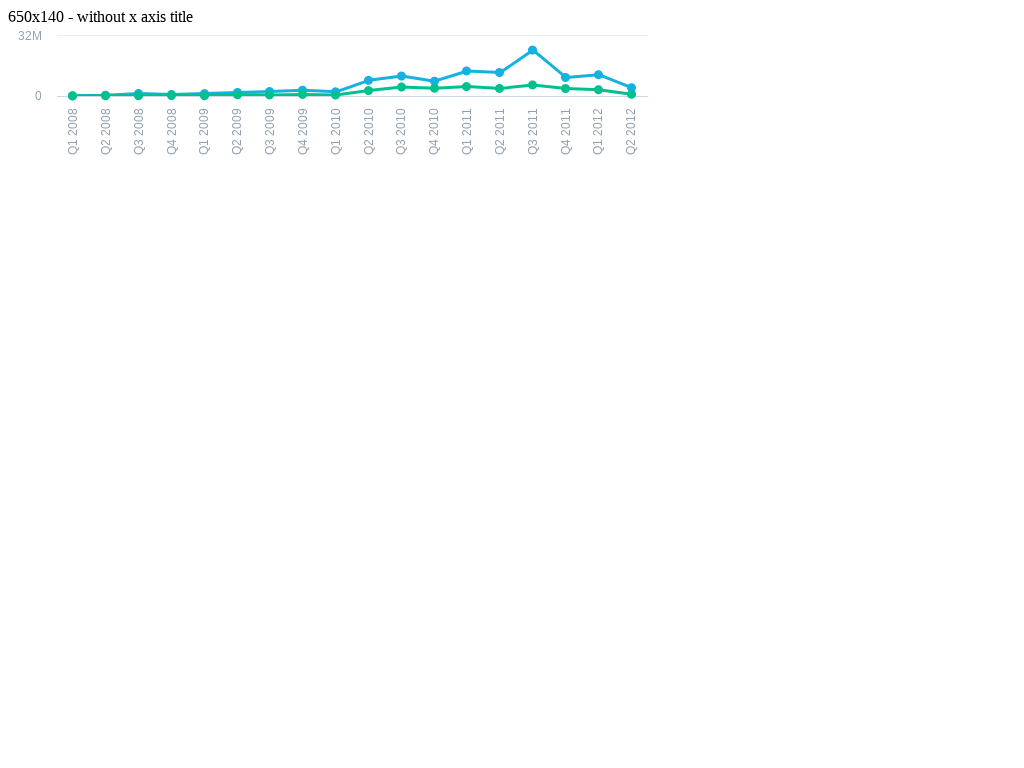 650x140 - without x axis title
32M
0
Q1 2008
Q2 2008
Q3 2008
Q4 2008
Q1 2009
Q2 2009
Q3 2009
Q4 2009
Q1 2010
Q2 2010
Q3 2010
Q4 2010
Q1 2011
Q2 2011
Q3 2011
Q4 2011
Q1 2012
Q2 2012